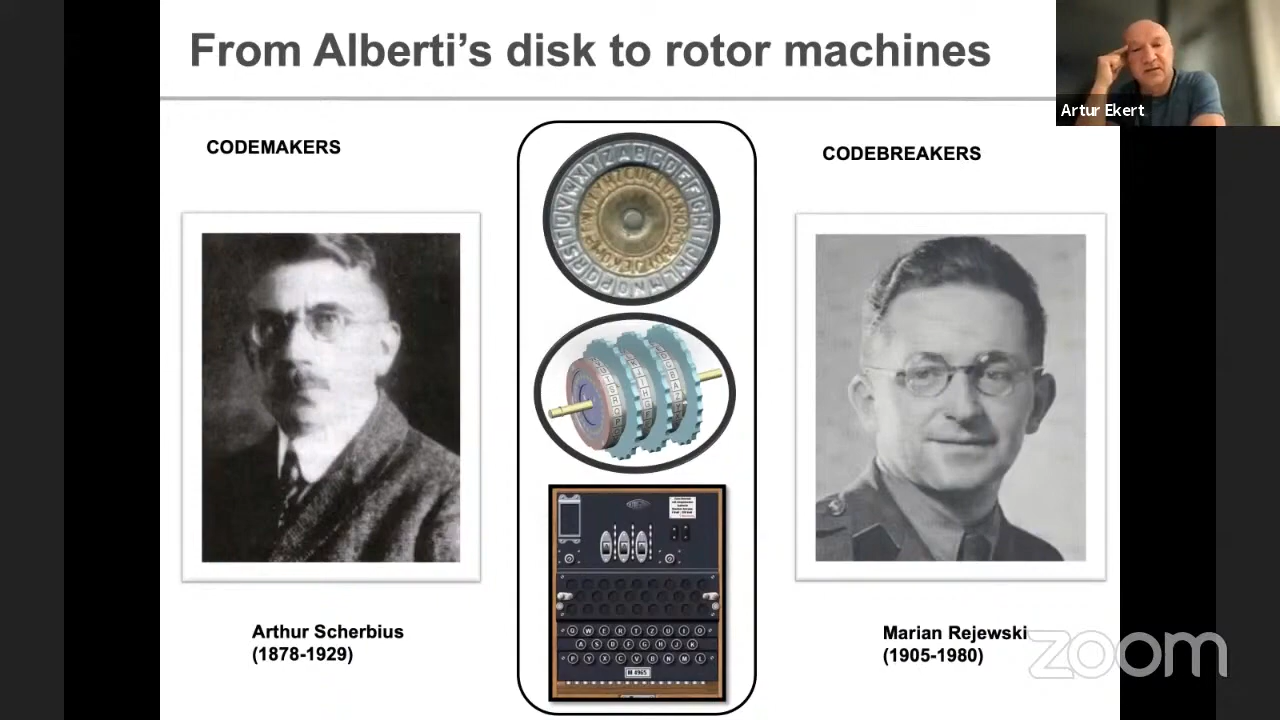 From Alberti's disk to rotor machines
Artur Ekert
CODEMAKERS
CODEBREAKERS
Q W E R T Z U I O
A S D F G H J K
P Y X C V B N M L
Arthur Scherbius
(1878-1929)
Marian Rejewski
(1905-1980)
zoom